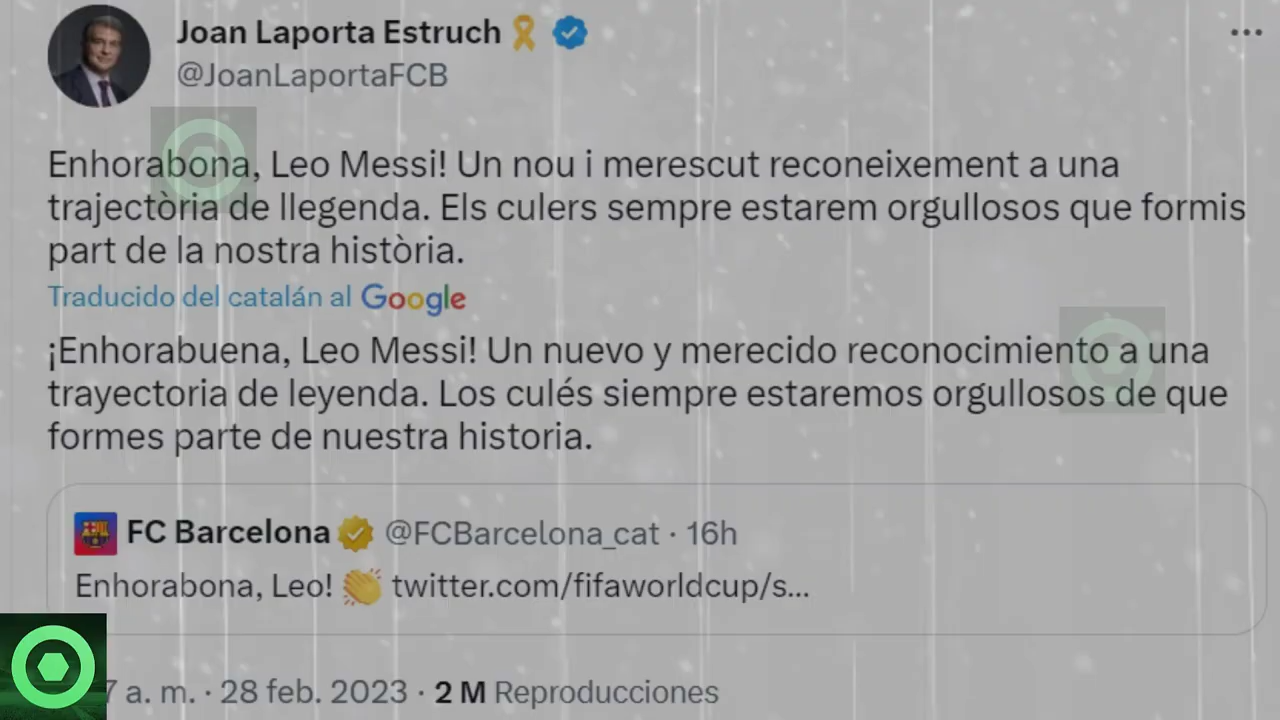 Joan Laporta Estruch
@JoanLaportaFCB
Enhorabona, Leo Messi! Un nou i merescut reconeixement a una
trajectòria de llegenda. Els culers sempre estarem orgullosos que formis
part de la nostra història.
Traducido del catalán al Google
¡Enhorabuena, Leo Messi! Un nuevo y merecido reconocimiento a una
trayectoria de leyenda. Los culés siempre estaremos orgullosos de que
formes parte de nuestra historia.
FC Barcelona @FCBarcelona_cat · 16h
Enhorabona, Leo! 👏 twitter.com/fifaworldcup/s...
7 a. m. · 28 feb. 2023 · 2 M Reproducciones